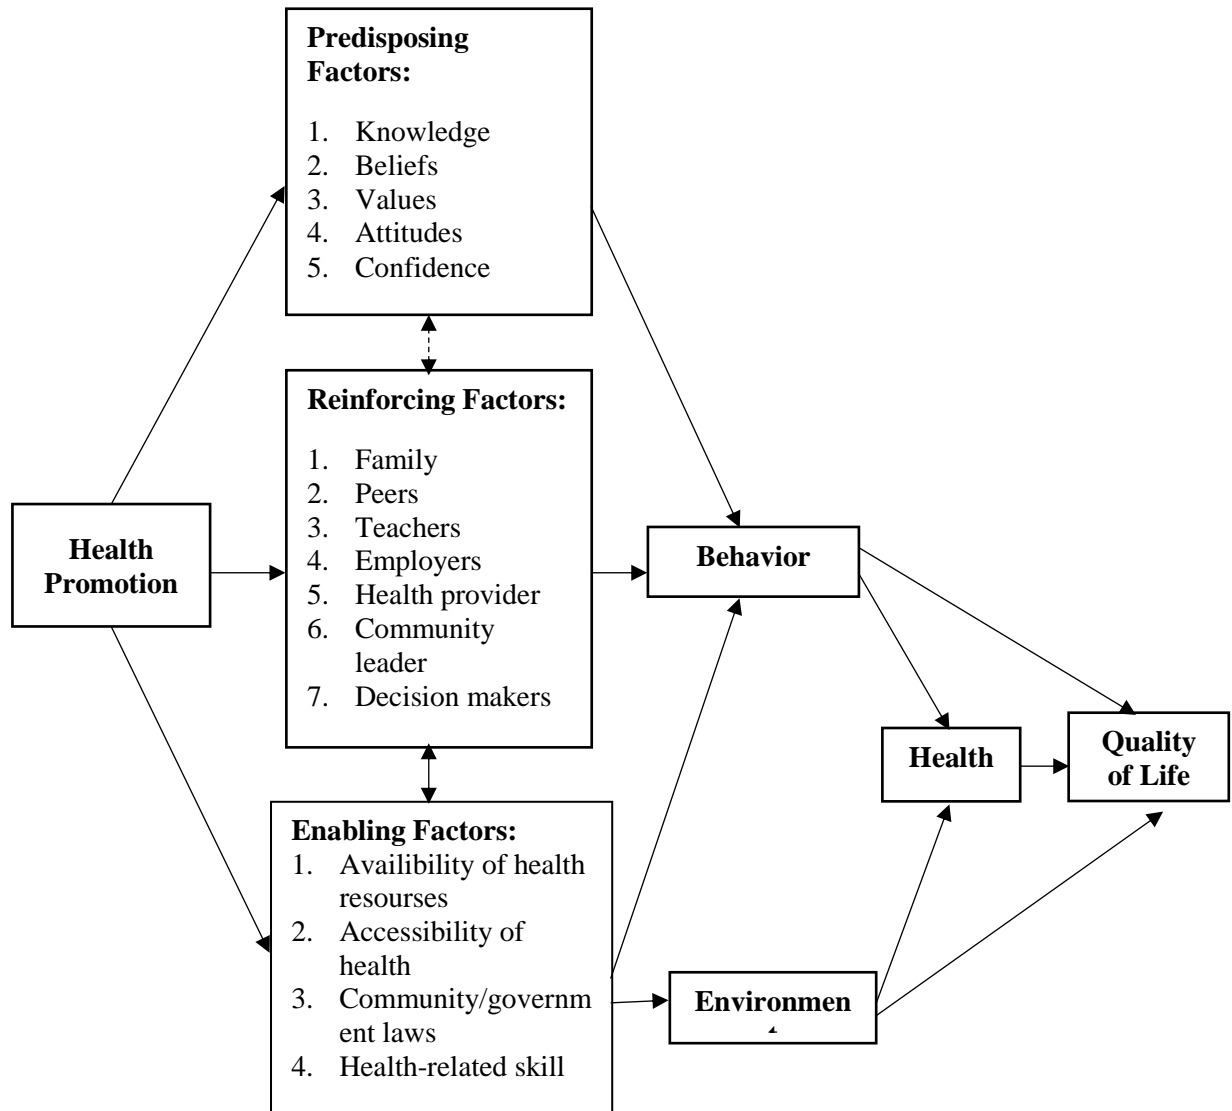 Predisposing
Factors:
1. Knowledge
2. Beliefs
3. Values
4. Attitudes
5. Confidence
Reinforcing Factors:
1. Family
2. Peers
3. Teachers
4. Employers
5. Health provider
6. Community
leader
7. Decision makers
Health
Promotion
Enabling Factors:
1. Availibility of health
resourses
2. Accessibility of
health
3. Community/governm
ent laws
4. Health-related skill
Behavior
Environmen
Health
Quality
of Life